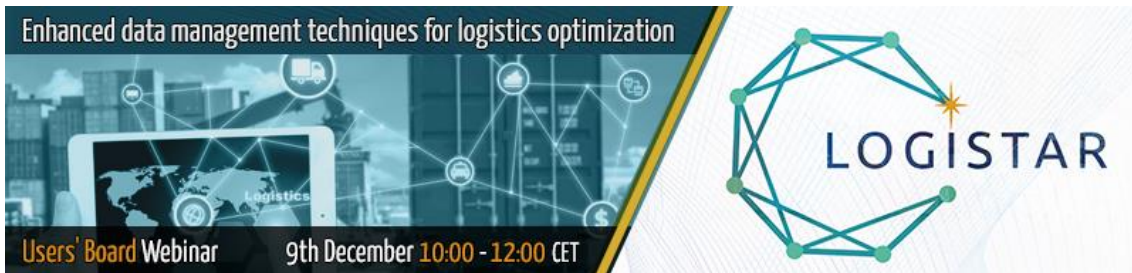 Enhanced data management techniques for logistics optimization
Logistics
$
Users' Board Webinar 9th December 10:00 - 12:00 CET
LOGISTAR